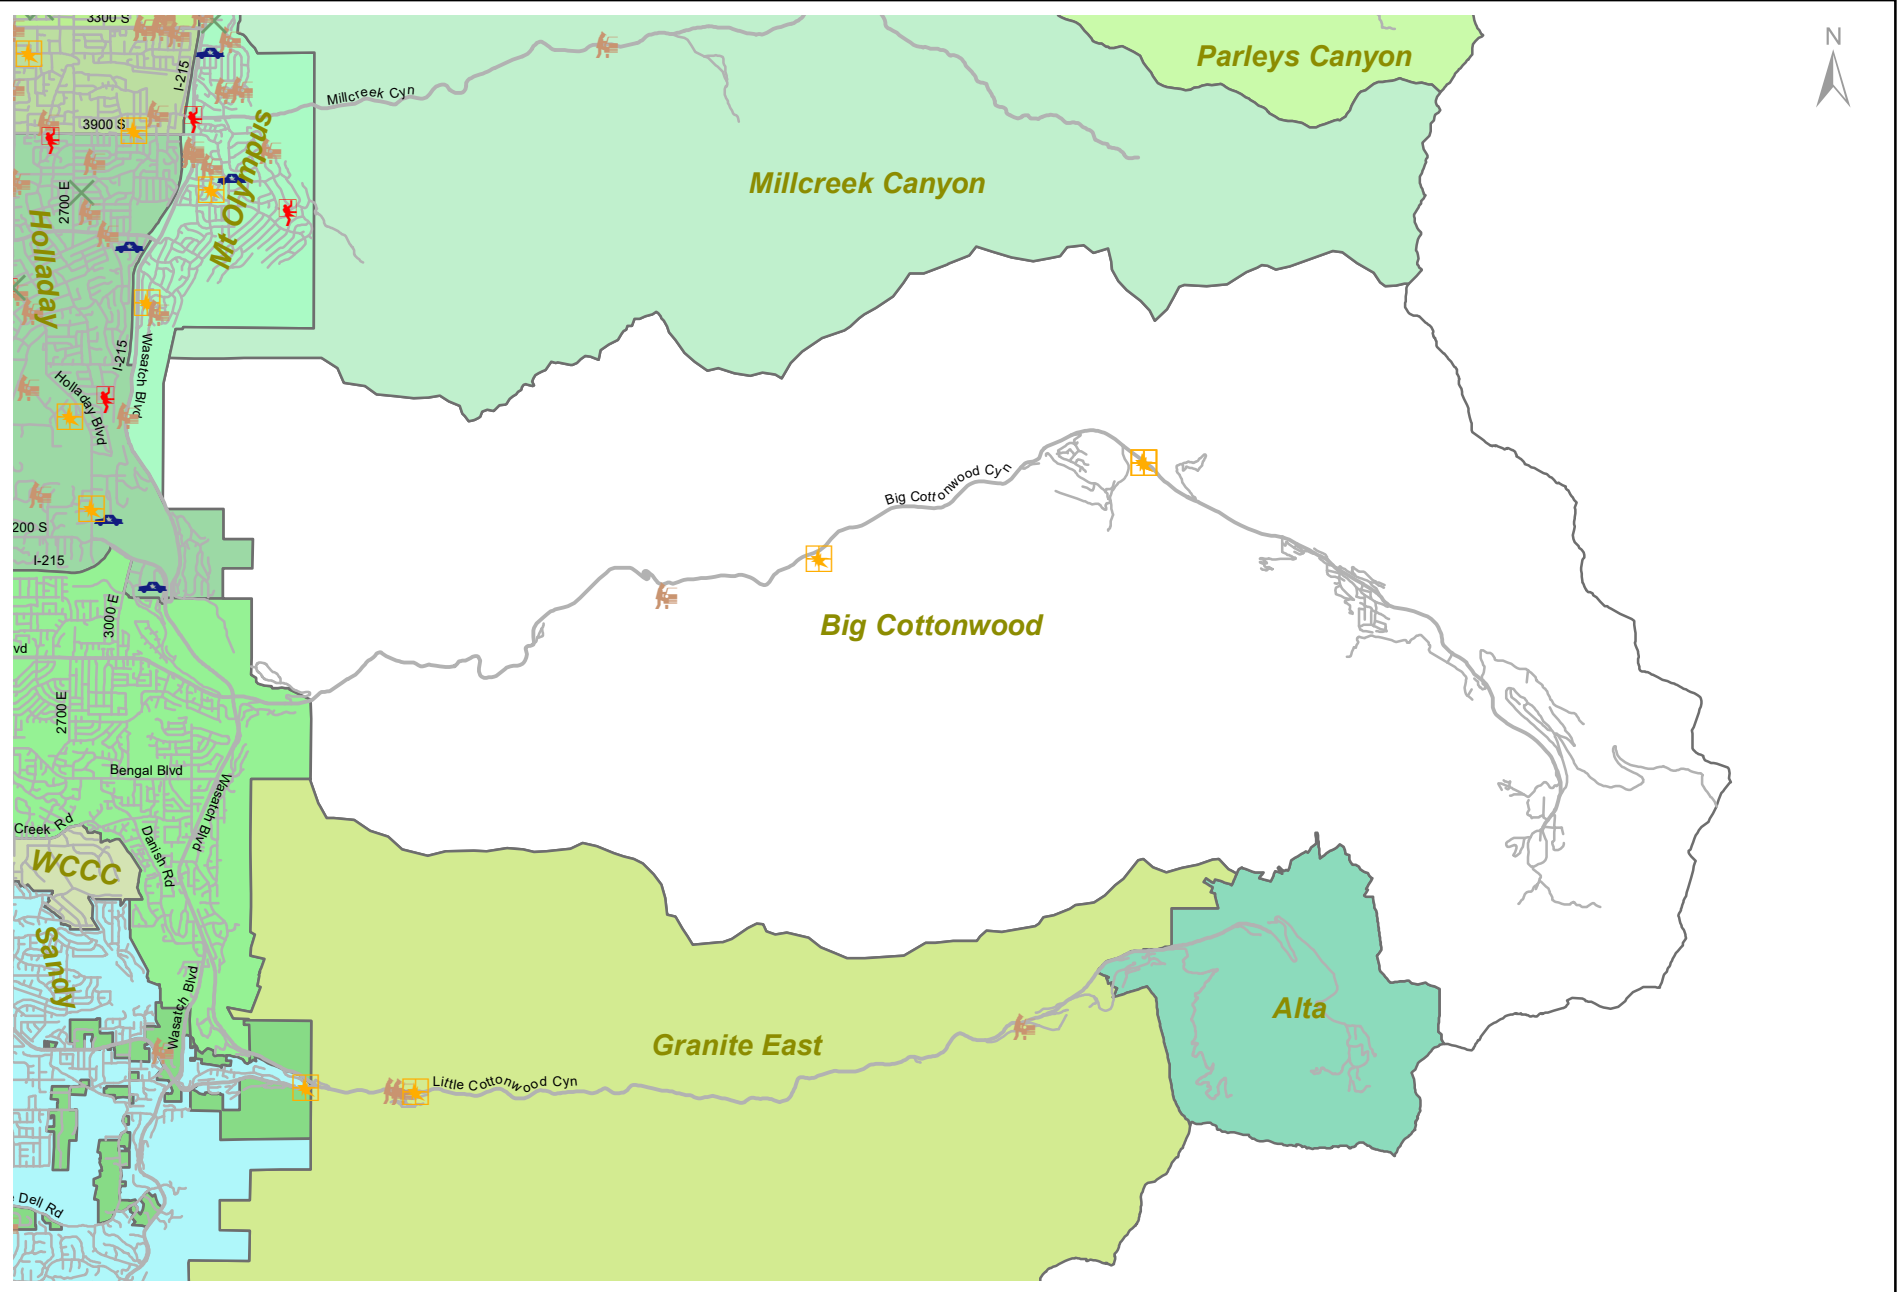 3300 S
Parleys Canyon
N
I-215
Millcreek Cyn
3900 S
Mt Olympus
Millcreek Canyon
2700 E
Holladay
I-215
Wasatch Blvd
Holladay Blvd
Big Cottonwood Cyn
200 S
I-215
3000 E
Big Cottonwood
vd
2700 E
Bengal Blvd
Wasatch Blvd
Creek Rd
Danish Rd
WCCC
Sandy
Wasatch Blvd
Alta
Granite East
Little Cottonwood Cyn
Dell Rd